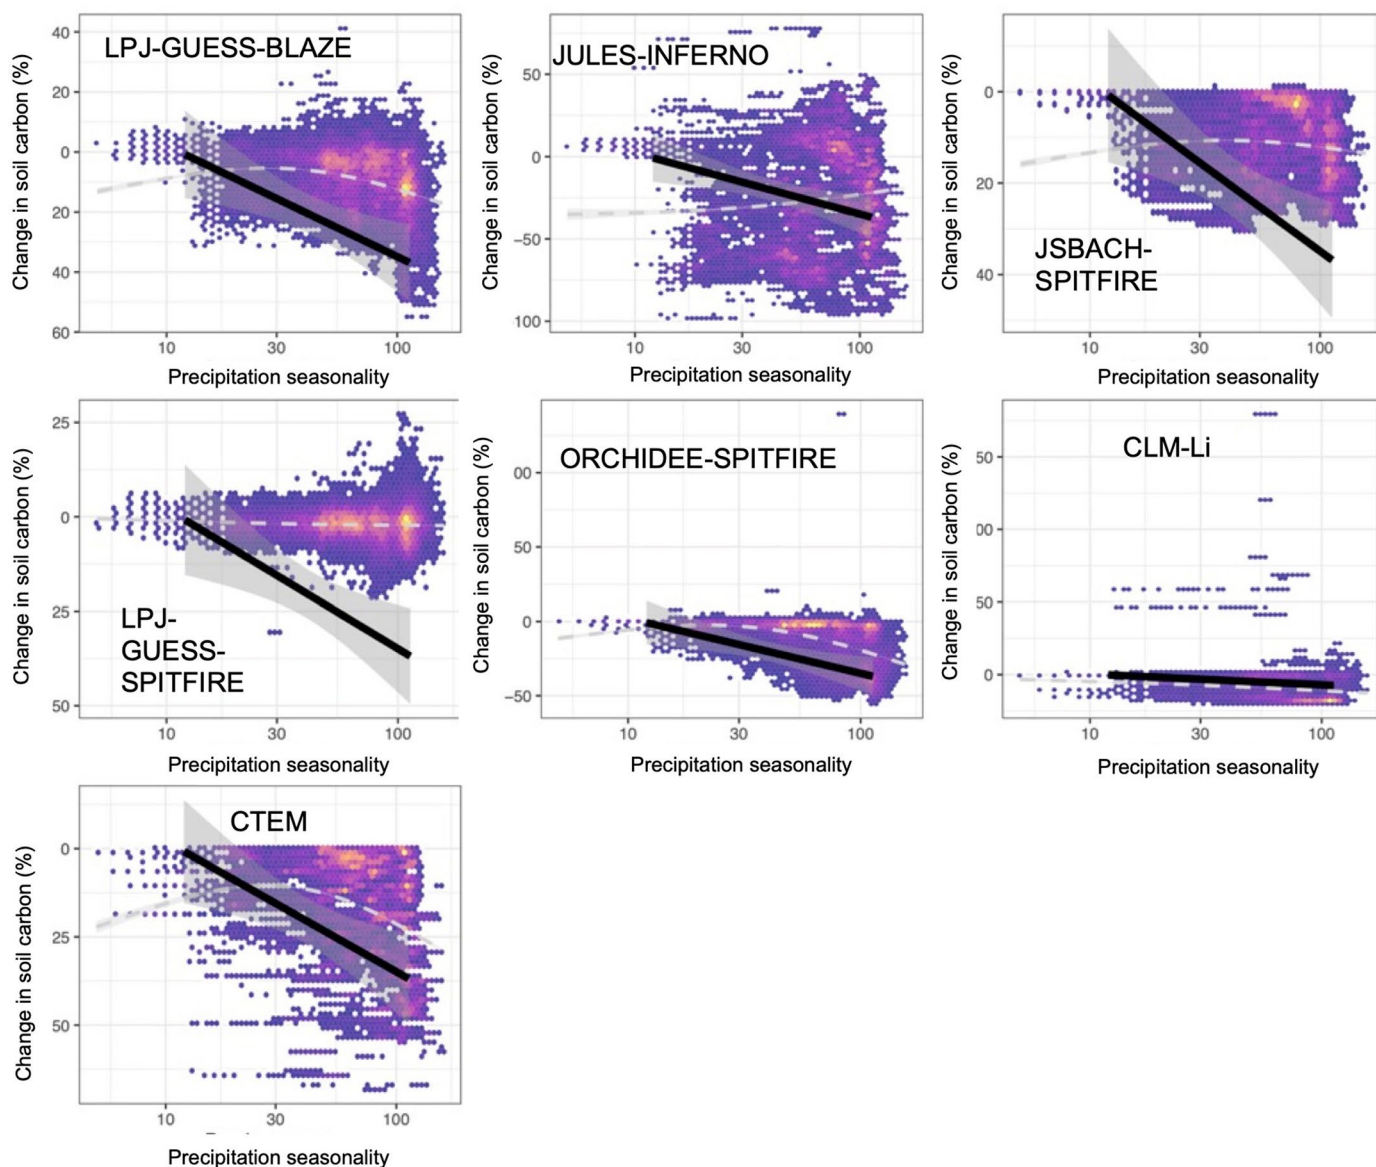 LPJ-GUESS-BLAZE
Change in soil carbon (%)
40
20
0
20
40
60
10
30
100
Precipitation seasonality
JULES-INFERNO
Change in soil carbon (%)
50
0
−50
100
10
30
100
Precipitation seasonality
JSBACH-
SPITFIRE
Change in soil carbon (%)
0
20
40
10
30
100
Precipitation seasonality
LPJ-
GUESS-
SPITFIRE
Change in soil carbon (%)
25
0
25
50
10
30
100
Precipitation seasonality
ORCHIDEE-SPITFIRE
Change in soil carbon (%)
00
50
0
−50
10
30
100
Precipitation seasonality
CLM-Li
Change in soil carbon (%)
50
00
50
0
10
30
100
Precipitation seasonality
CTEM
Change in soil carbon (%)
0
25
50
10
30
100
Precipitation seasonality